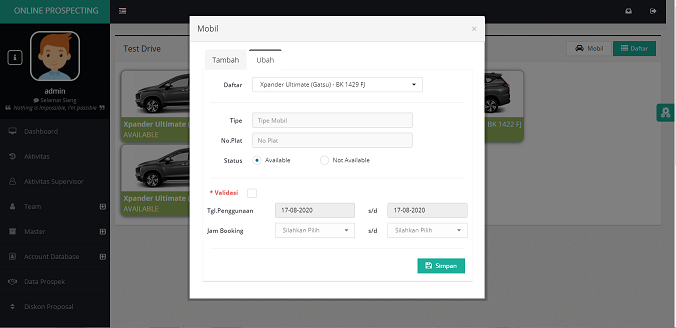 ONLINE PROSPECTING
Mobil
×
Test Drive
Mobil
Daftar
Tambah
Ubah
admin
Selamat Siang
Nothing is impossible, I'm possible
Daftar
Xpander Ultimate (Gatsu) - BK 1429 FJ
Xpander Ultimate (
AVAILABLE
BK 1422 FJ
Tipe
Tipe Mobil
No.Plat
No Plat
Status
Available
Not Available
Dashboard
Aktivitas
Aktivitas Supervisor
Team
Master
Account Database
Data Prospek
Diskon Proposal
Xpander Ultimate (
AVAILABLE
* Validesi
Tgl.Penggunaan
17-08-2020
s/d
17-08-2020
Jam Booking
Silahkan Pilih
s/d
Silahkan Pilih
Simpan